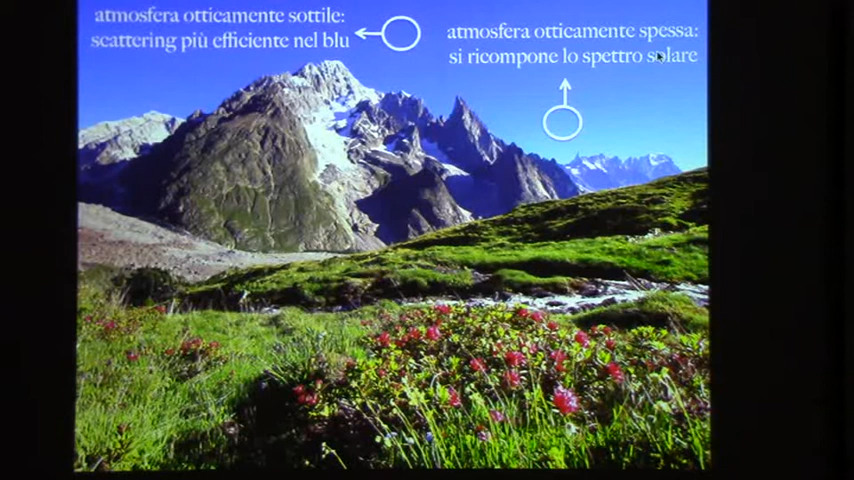 atmosfera otticamente sottile:
scattering più efficiente nel blu
atmosfera otticamente spessa:
si ricompone lo spettro solare